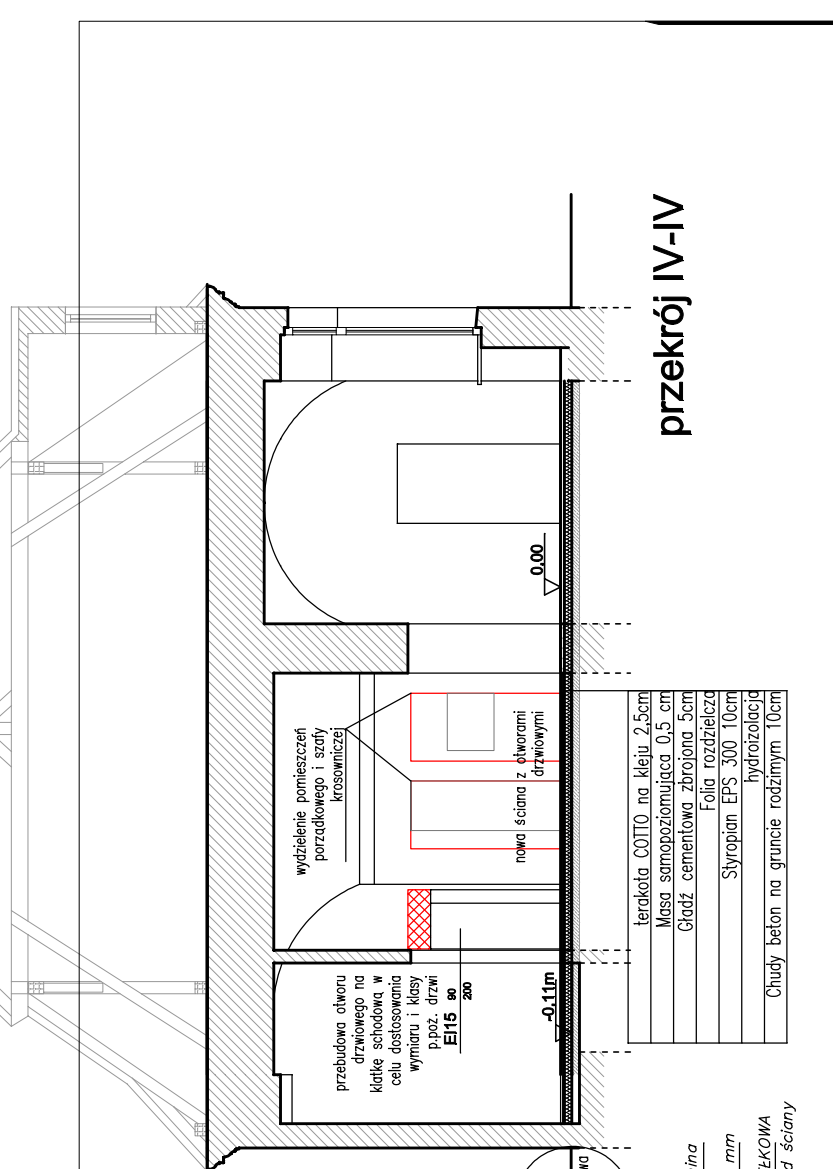 przekrój IV-IV
0,00
wydzielenie pomieszczeń
porządkowego i szafy
krosowniczej
nowa ściana z otworami
drzwiowymi
przebudowa otworu
drzwiowego na
klatkę schodową w
celu dostosowania
wymiaru i klasy
p.poż. drzwi
EI15 90
200
-0,11m
terakota COTTO na kleju 2,5cm
Masa samopoziomująca 0,5 cm
Gładź cementowa zbrojona 5cm
Folia rozdzielcza
Styropian EPS 300 10cm
hydroizolacja
Chudy beton na gruncie rodzimym 10cm
mm
ściany